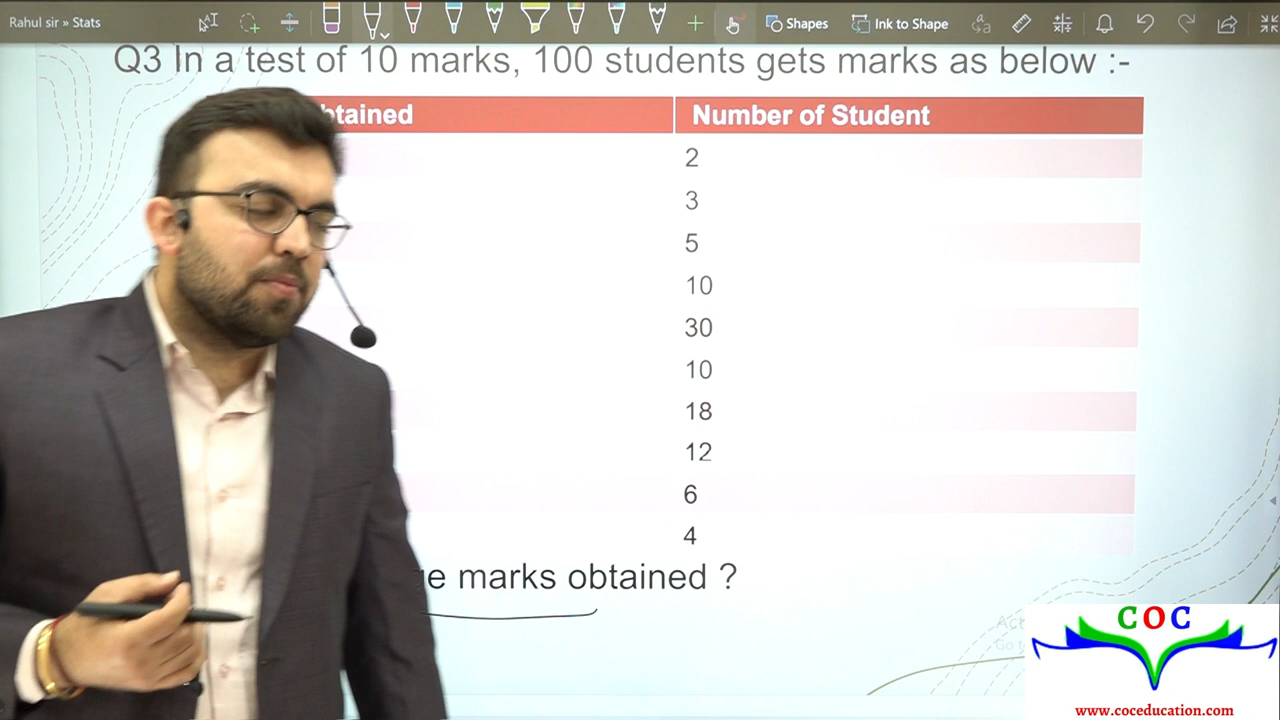 Rahul sir » Stats
Shapes
Ink to Shape
Q3 In a test of 10 marks, 100 students gets marks as below :-
Number of Student
2
3
5
10
30
10
18
12
6
4
marks obtained ?
COC
www.coceducation.com